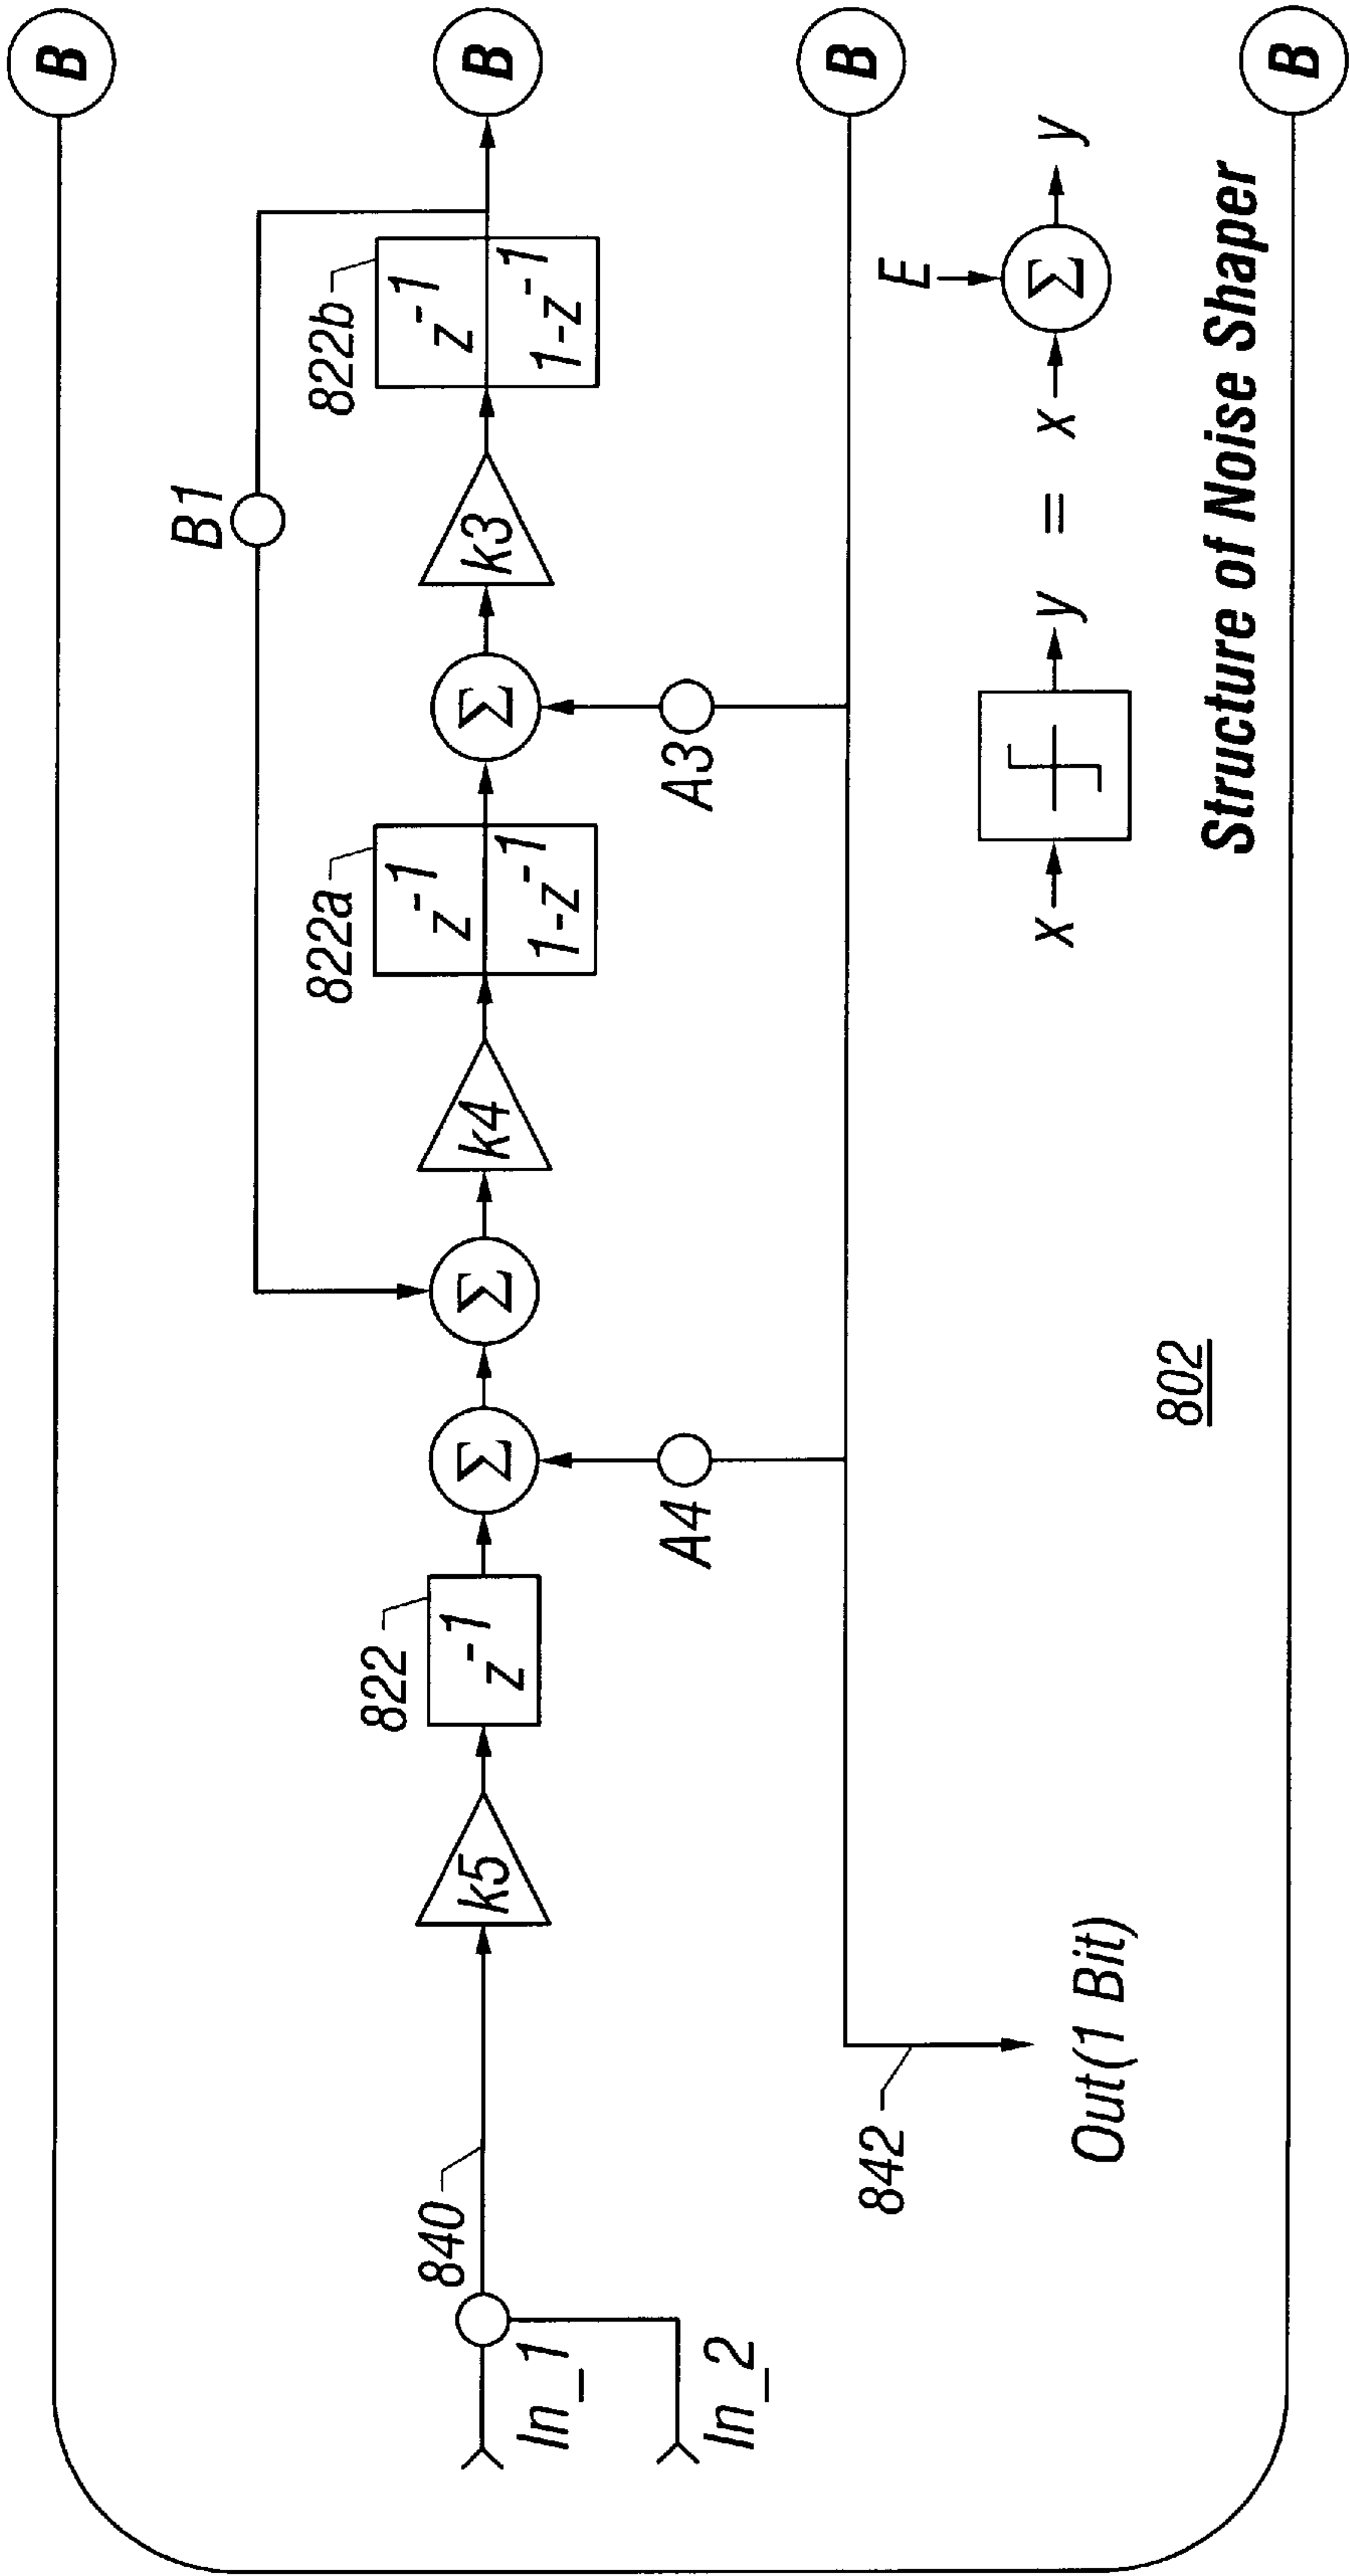 B
B1
822b
z-1
1-z-1
k3
822a
z-1
1-z-1
k4
Σ
Σ
Σ
822
z-1
k5
840
In_1
In_2
B
A3
A4
B
842
Out(1 Bit)
x
y
=
x
E
Σ
y
802
Structure of Noise Shaper
B